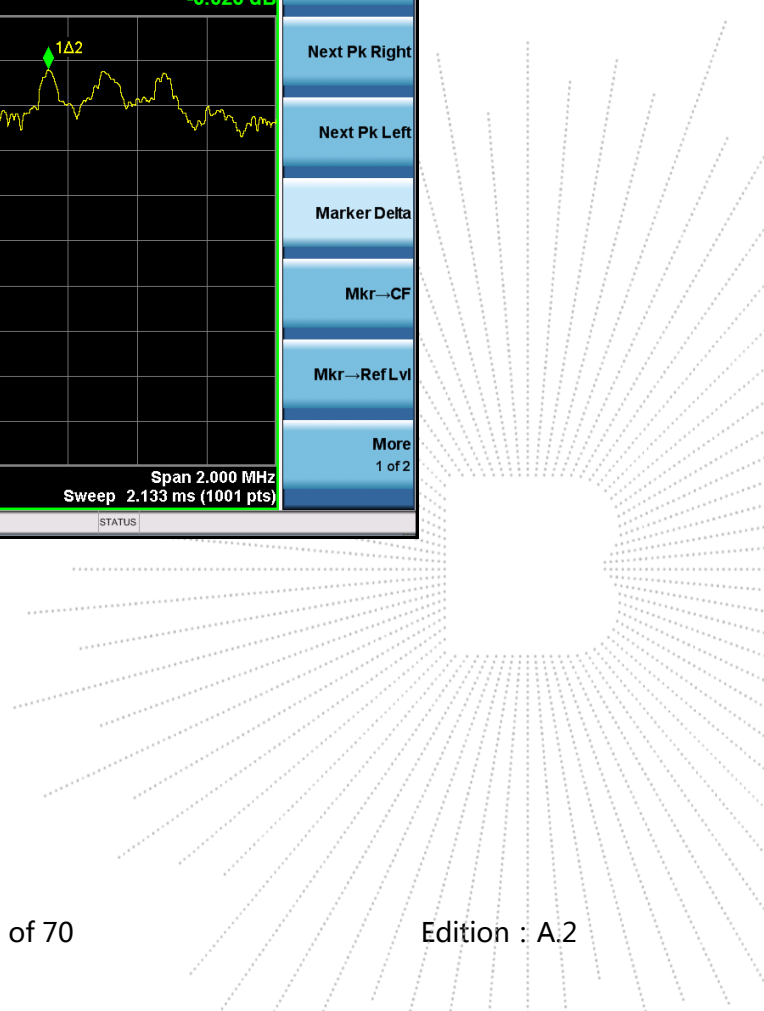 dB
1Δ2
Next Pk Right
Next Pk Left
Marker Delta
Mkr→CF
Mkr→Ref Lvl
More
1 of 2
Span 2.000 MHz
Sweep 2.133 ms (1001 pts)
STATUS
of 70 Edition：A.2